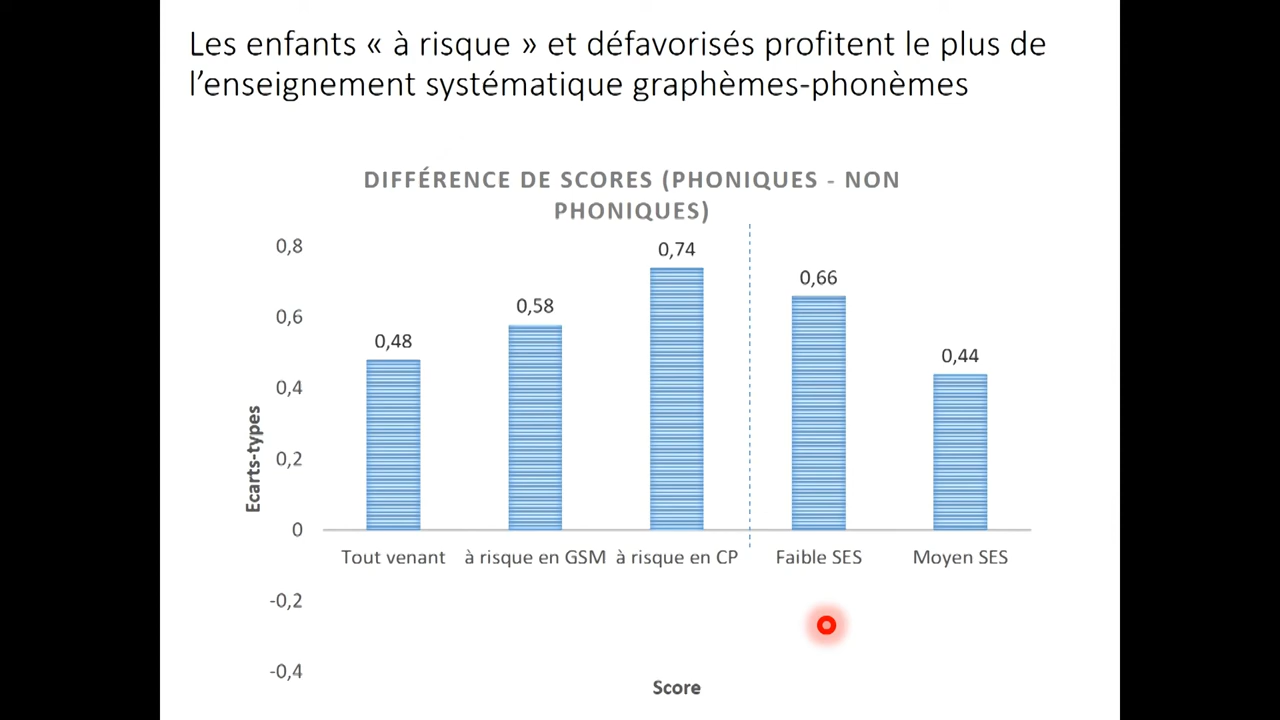 Les enfants « à risque » et défavorisés profitent le plus de
l’enseignement systématique graphèmes-phonèmes
DIFFÉRENCE DE SCORES (PHONIQUES - NON
PHONIQUES)
0,8
0,6
0,4
0,2
0
-0,2
-0,4
Ecarts-types
0,48
0,58
0,74
0,66
0,44
Tout venant
à risque en GSM
à risque en CP
Faible SES
Moyen SES
Score